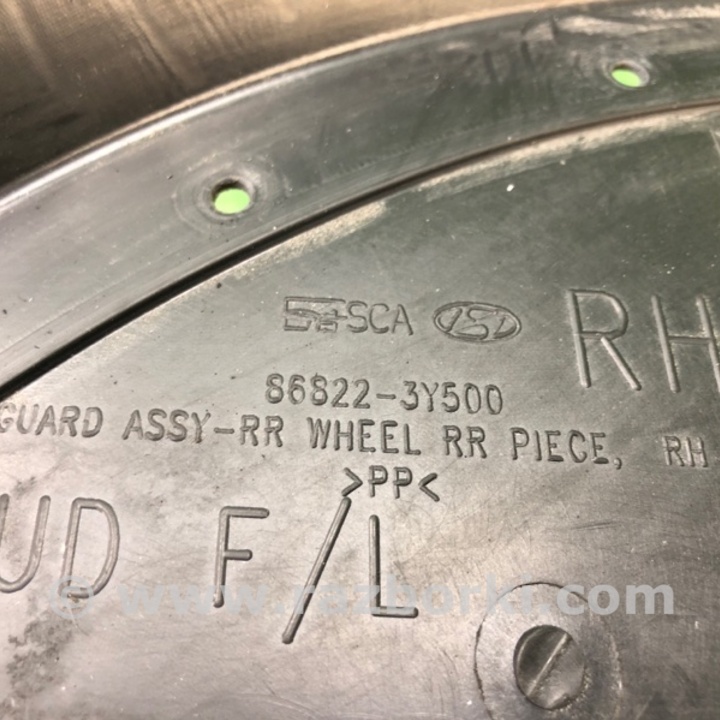 SCA RH
86822-3Y500
GUARD ASSY-RR WHEEL RR PIECE, RH
>PP<
UD F/L
© www.razborki.com